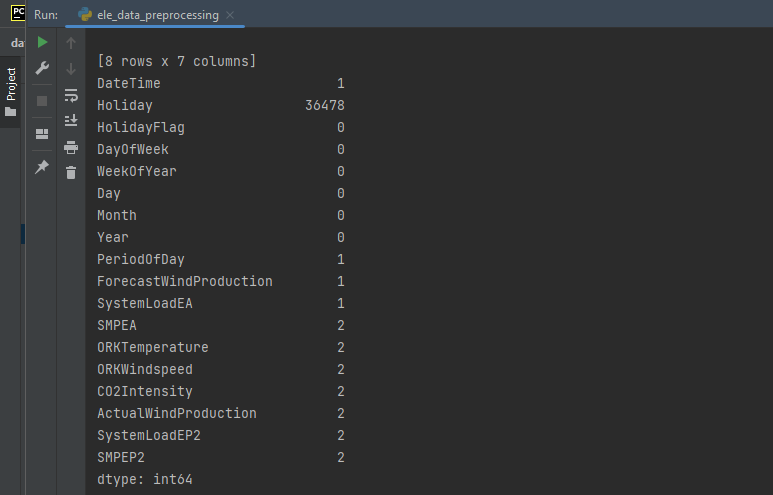 PC
Run: ele_data_preprocessing
da
Project
[8 rows x 7 columns]
DateTime 1
Holiday 36478
HolidayFlag 0
DayOfWeek 0
WeekOfYear 0
Day 0
Month 0
Year 0
PeriodOfDay 1
ForecastWindProduction 1
SystemLoadEA 1
SMPEA 2
ORKTemperature 2
ORKWindspeed 2
CO2Intensity 2
ActualWindProduction 2
SystemLoadEP2 2
SMPEP2 2
dtype: int64